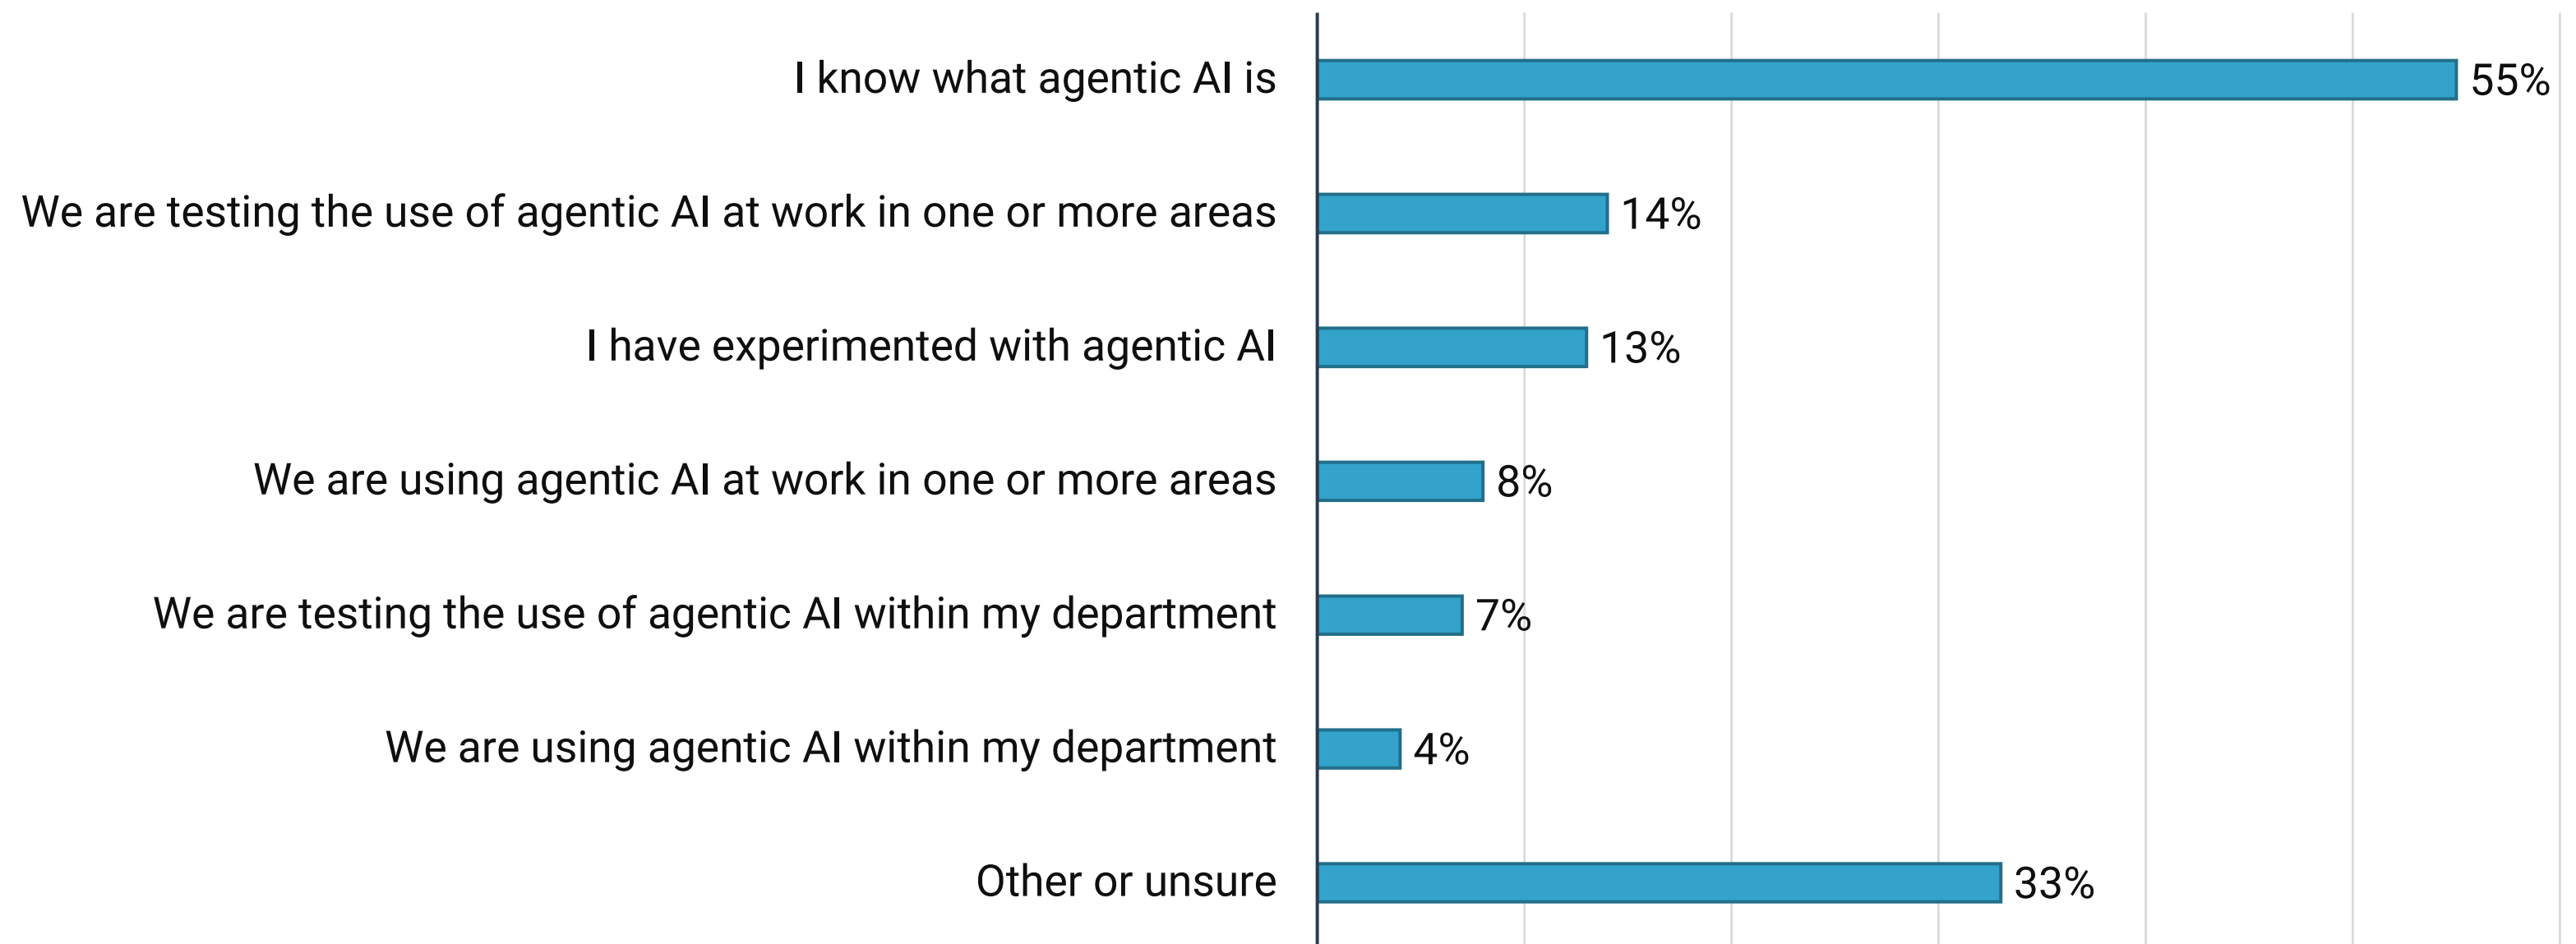 I know what agentic AI is 55%
We are testing the use of agentic AI at work in one or more areas 14%
I have experimented with agentic AI 13%
We are using agentic AI at work in one or more areas 8%
We are testing the use of agentic AI within my department 7%
We are using agentic AI within my department 4%
Other or unsure 33%